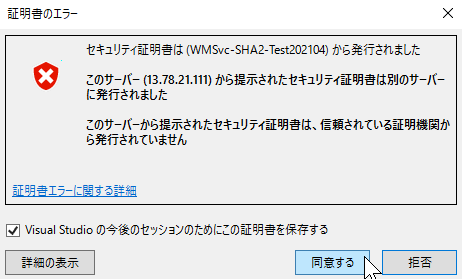 証明書のエラー
セキュリティ証明書は (WMSvc-SHA2-Test202104) から発行されました
このサーバー (13.78.21.111) から提示されたセキュリティ証明書は別のサーバー
に発行されました
このサーバーから提示されたセキュリティ証明書は、信頼されている証明機関か
ら発行されていません
証明書エラーに関する詳細
Visual Studio の今後のセッションのためにこの証明書を保存する
詳細の表示
同意する
拒否